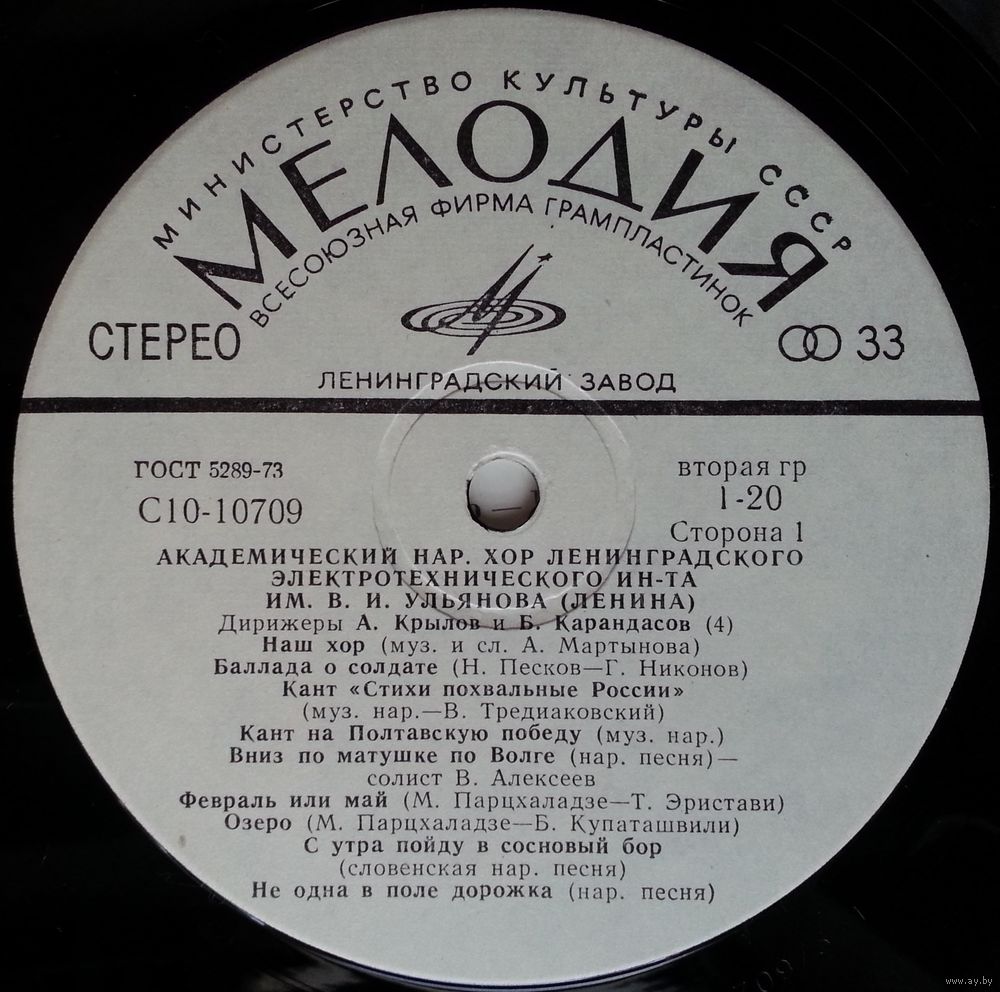 МИНИСТЕРСТВО КУЛЬТУРЫ СССР
МЕЛОДИЯ
ВСЕСОЮЗНАЯ ФИРМА ГРАМПЛАСТИНОК
СТЕРЕО
33
ЛЕНИНГРАДСКИЙ ЗАВОД
ГОСТ 5289-73
вторая гр
С10-10709
1-20
Сторона 1
АКАДЕМИЧЕСКИЙ НАР. ХОР ЛЕНИНГРАДСКОГО
ЭЛЕКТРОТЕХНИЧЕСКОГО ИН-ТА
ИМ. В. И. УЛЬЯНОВА (ЛЕНИНА)
Дирижеры А. Крылов и Б. Карандасов (4)
Наш хор (муз. и сл. А. Мартынова)
Баллада о солдате (Н. Песков—Г. Никонов)
Кант «Стихи похвальные России»
(муз. нар.—В. Тредиаковский)
Кант на Полтавскую победу (муз. нар.)
Вниз по матушке по Волге (нар. песня)—
солист В. Алексеев
Февраль или май (М. Парцхаладзе—Т. Эристави)
Озеро (М. Парцхаладзе—Б. Купаташвили)
С утра пойду в сосновый бор
(словенская нар. песня)
Не одна в поле дорожка (нар. песня)
www.ay.by